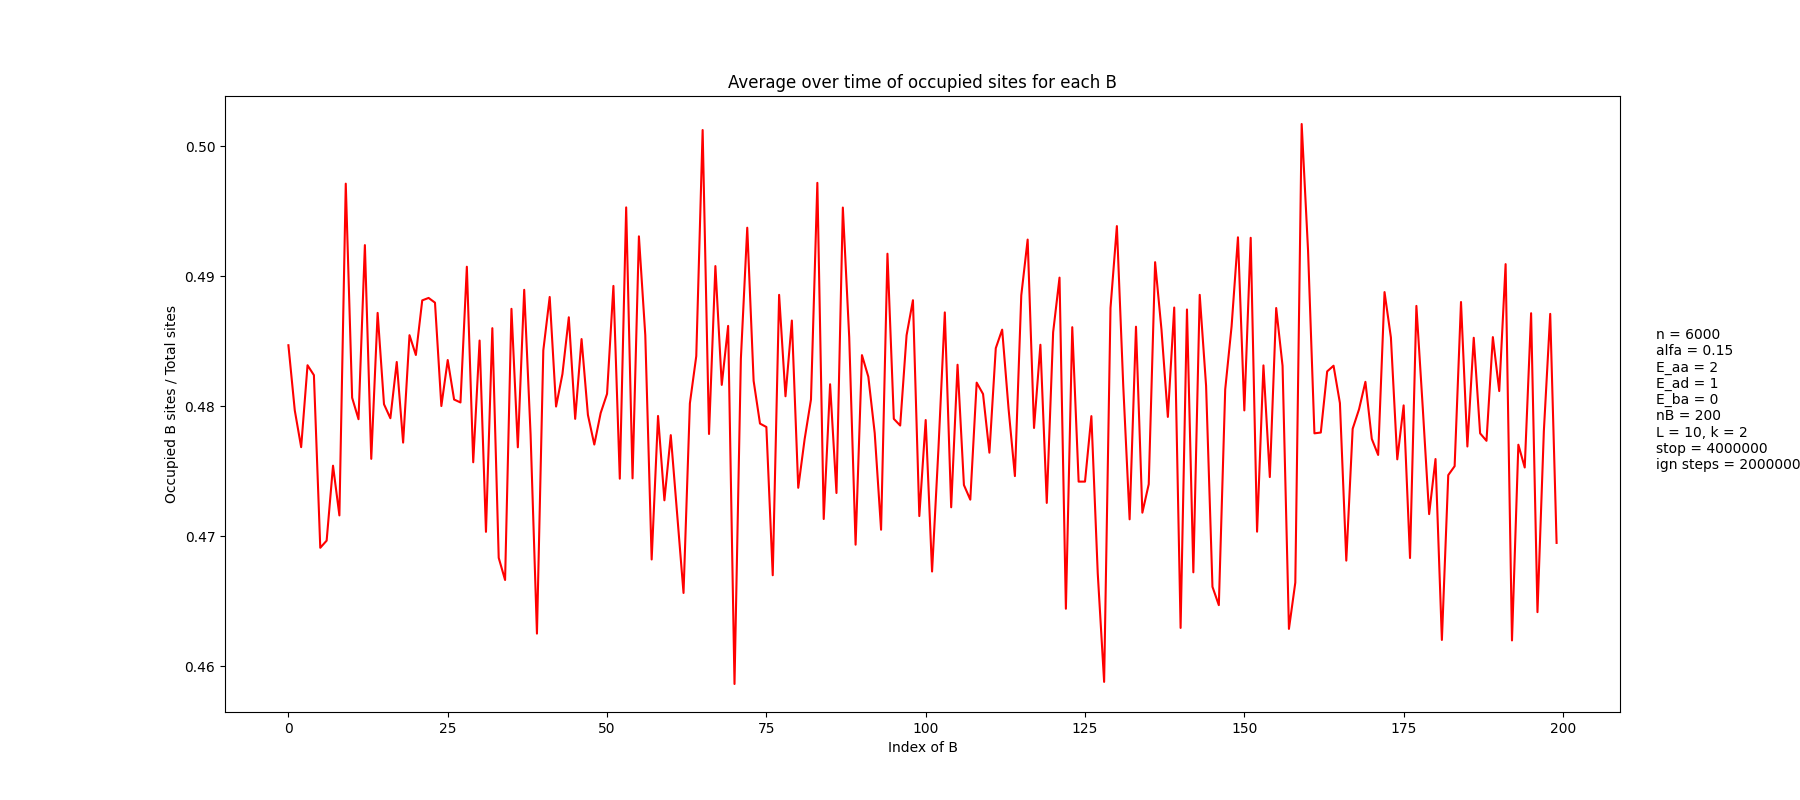 Average over time of occupied sites for each B
Occupied B sites / Total sites
0.50
0.49
0.48
0.47
0.46
0
25
50
75
100
125
150
175
200
Index of B
n = 6000
alfa = 0.15
E_aa = 2
E_ad = 1
E_ba = 0
nB = 200
L = 10, k = 2
stop = 4000000
ign steps = 2000000